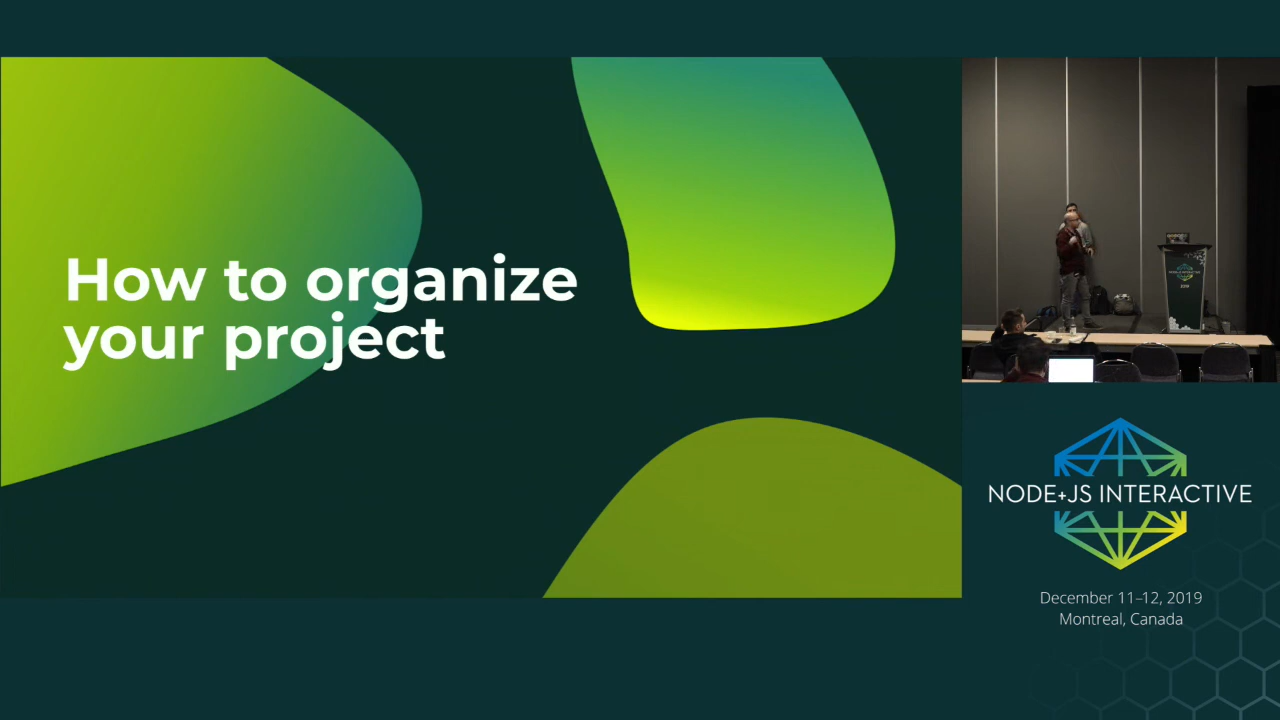 How to organize
your project
NODE+JS INTERACTIVE
December 11–12, 2019
Montreal, Canada